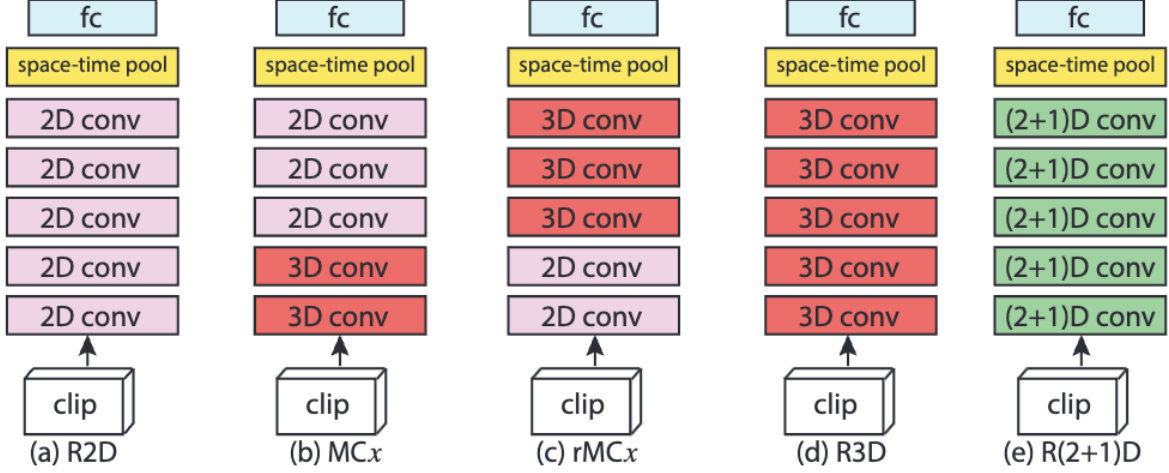 fc fc fc fc fc
space-time pool space-time pool space-time pool space-time pool space-time pool
2D conv 2D conv 3D conv 3D conv (2+1)D conv
2D conv 2D conv 3D conv 3D conv (2+1)D conv
2D conv 2D conv 3D conv 3D conv (2+1)D conv
2D conv 3D conv 2D conv 3D conv (2+1)D conv
2D conv 3D conv 2D conv 3D conv (2+1)D conv
clip clip clip clip clip
(a) R2D (b) MCx (c) rMCx (d) R3D (e) R(2+1)D